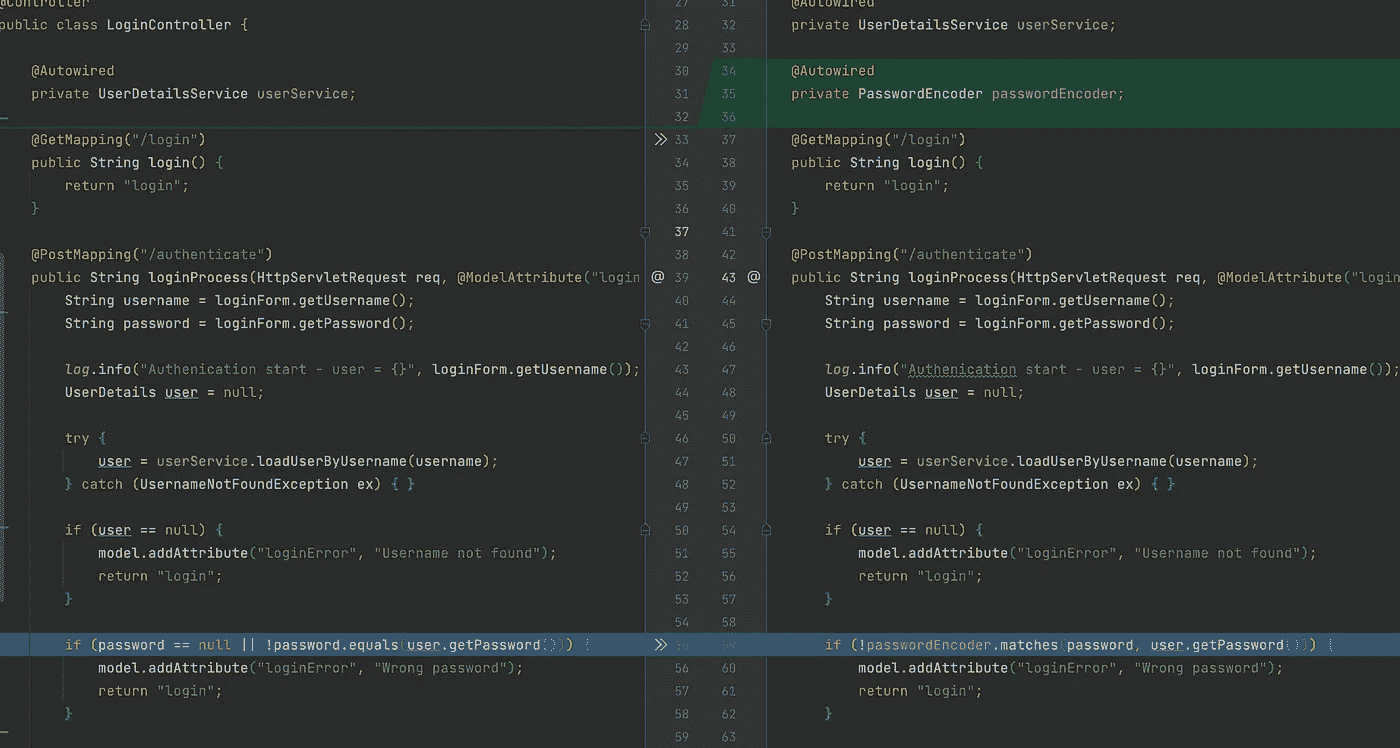 @Controller
public class LoginController {
@Autowired
private UserDetailsService userService;
@GetMapping("/login")
public String login() {
return "login";
}
@PostMapping("/authenticate")
public String loginProcess(HttpServletRequest req, @ModelAttribute("login
String username = loginForm.getUsername();
String password = loginForm.getPassword();
log.info("Authenication start - user = {}", loginForm.getUsername());
UserDetails user = null;
try {
user = userService.loadUserByUsername(username);
} catch (UsernameNotFoundException ex) { }
if (user == null) {
model.addAttribute("loginError", "Username not found");
return "login";
}
if (password == null || !password.equals(user.getPassword())) {
model.addAttribute("loginError", "Wrong password");
return "login";
}
27 31
28 32
29 33
30 34
31 35
32 36
33 37
34 38
35 39
36 40
37 41
38 42
@ 39 43 @
40 44
41 45
42 46
43 47
44 48
45 49
46 50
47 51
48 52
49 53
50 54
51 55
52 56
53 57
54 58
55 59
56 60
57 61
58 62
59 63
@Autowired
private UserDetailsService userService;
@Autowired
private PasswordEncoder passwordEncoder;
@GetMapping("/login")
public String login() {
return "login";
}
@PostMapping("/authenticate")
public String loginProcess(HttpServletRequest req, @ModelAttribute("login
String username = loginForm.getUsername();
String password = loginForm.getPassword();
log.info("Authenication start - user = {}", loginForm.getUsername());
UserDetails user = null;
try {
user = userService.loadUserByUsername(username);
} catch (UsernameNotFoundException ex) { }
if (user == null) {
model.addAttribute("loginError", "Username not found");
return "login";
}
if (!passwordEncoder.matches(password, user.getPassword())) {
model.addAttribute("loginError", "Wrong password");
return "login";
}